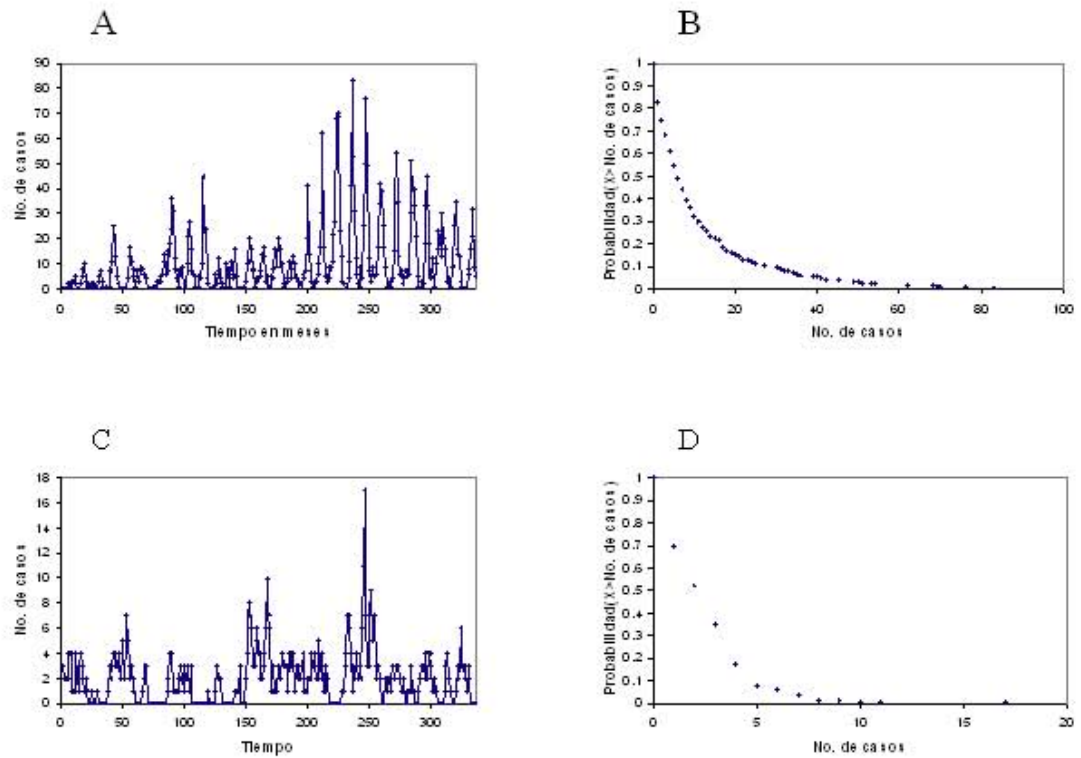 A
B
No. de casos
90
80
70
60
50
40
30
20
10
0
0 50 100 150 200 250 300
Tiempo en meses
Probabilidad(X>No. de casos)
1
0.9
0.8
0.7
0.6
0.5
0.4
0.3
0.2
0.1
0
0 20 40 60 80 100
No. de casos
C
D
No. de casos
18
16
14
12
10
8
6
4
2
0
0 50 100 150 200 250 300
Tiempo
Probabilidad(X>No. de casos)
1
0.9
0.8
0.7
0.6
0.5
0.4
0.3
0.2
0.1
0
0 5 10 15 20
No. de casos